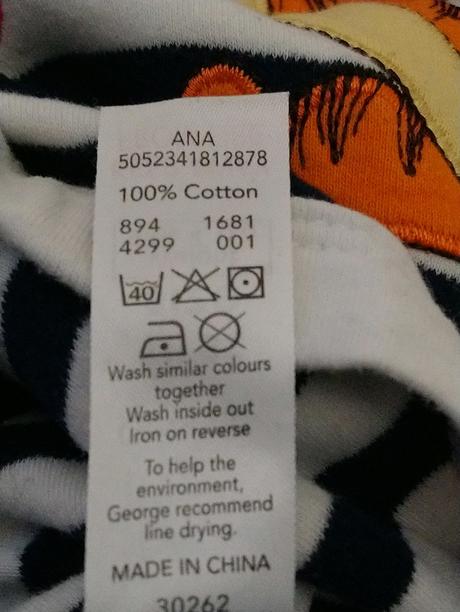 ANA
5052341812878
100% Cotton
894 1681
4299 001
40
Wash similar colours
together
Wash inside out
Iron on reverse
To help the
environment,
George recommend
line drying.
MADE IN CHINA
30262